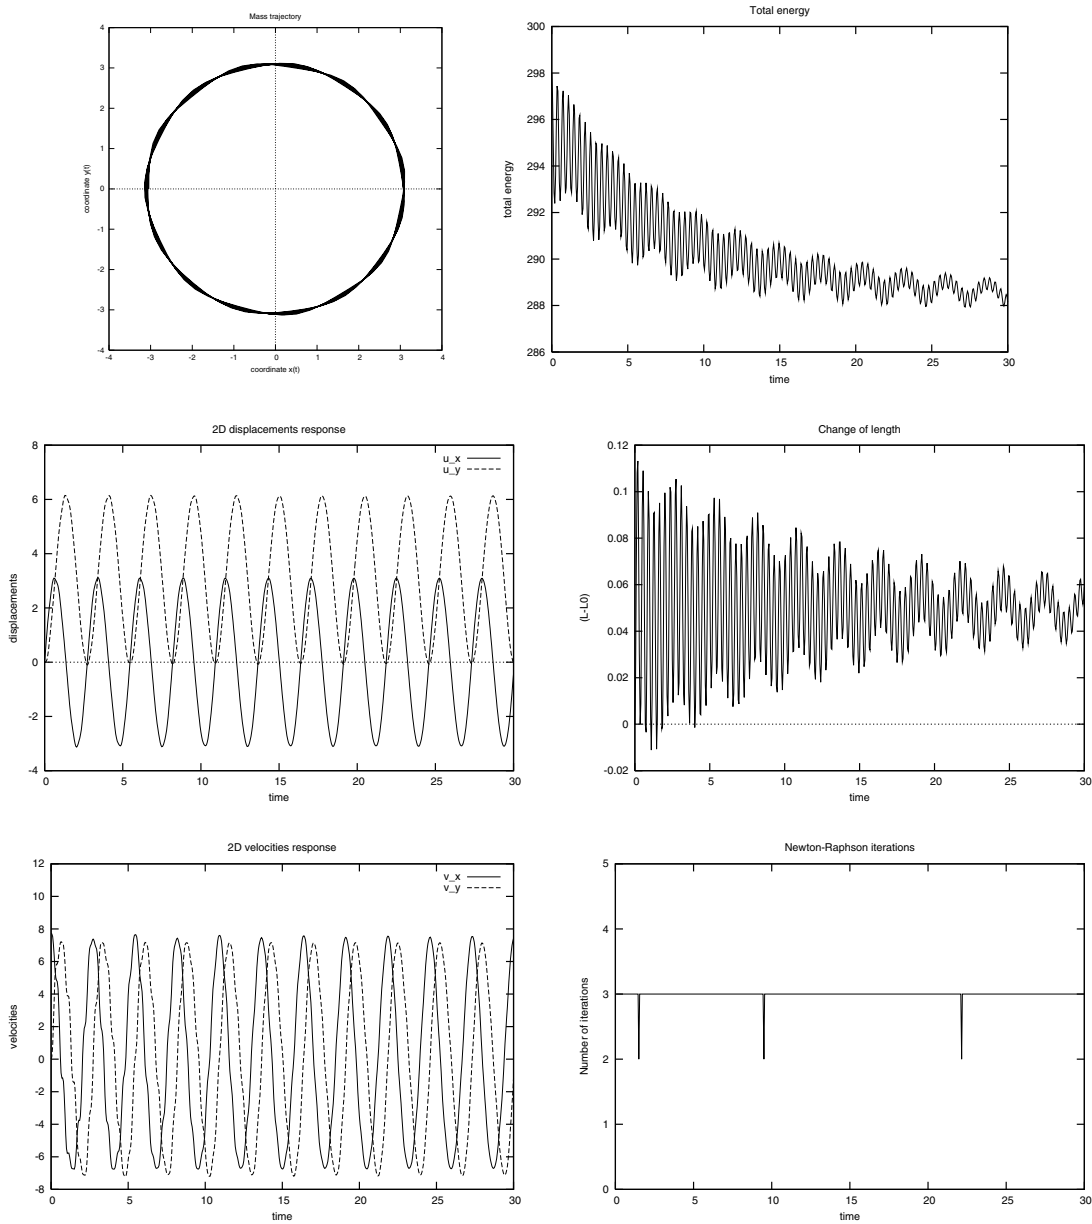 Mass trajectory
4
3
2
1
0
-1
-2
-3
-4
coordinate y(t)
-4 -3 -2 -1 0 1 2 3 4
coordinate x(t)
Total energy
300
298
296
294
292
290
288
286
total energy
0 5 10 15 20 25 30
time
2D displacements response
u_x
u_y
8
6
4
2
0
-2
-4
displacements
0 5 10 15 20 25 30
time
Change of length
0.12
0.1
0.08
0.06
0.04
0.02
0
-0.02
(L-L0)
0 5 10 15 20 25 30
time
2D velocities response
v_x
v_y
12
10
8
6
4
2
0
-2
-4
-6
-8
velocities
0 5 10 15 20 25 30
time
Newton-Raphson iterations
5
4
3
2
1
0
Number of iterations
0 5 10 15 20 25 30
time